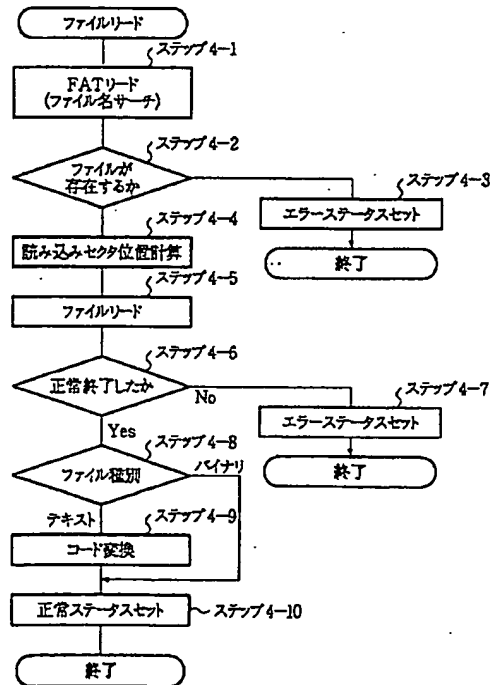 ファイルリード
ステップ4-1
FATリード
(ファイル名サーチ)
ステップ4-2
ファイルが
存在するか
ステップ4-3
エラーステータスセット
終了
ステップ4-4
読み込みセクタ位置計算
ステップ4-5
ファイルリード
ステップ4-6
正常終了したか
No
ステップ4-7
エラーステータスセット
終了
Yes
ステップ4-8
ファイル種別
バイナリ
テキスト
ステップ4-9
コード変換
正常ステータスセット
ステップ4-10
終了